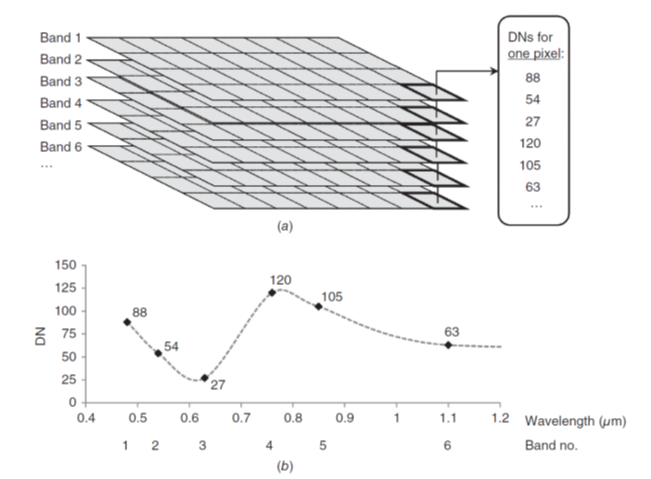 Band 1
Band 2
Band 3
Band 4
Band 5
Band 6
...
DNs for
one pixel:
88
54
27
120
105
63
...
(a)
150
125
100
75
50
25
0
DN
88
54
27
120
105
63
0.4 0.5 0.6 0.7 0.8 0.9 1 1.1 1.2 Wavelength (μm)
1 2 3 4 5 6 Band no.
(b)